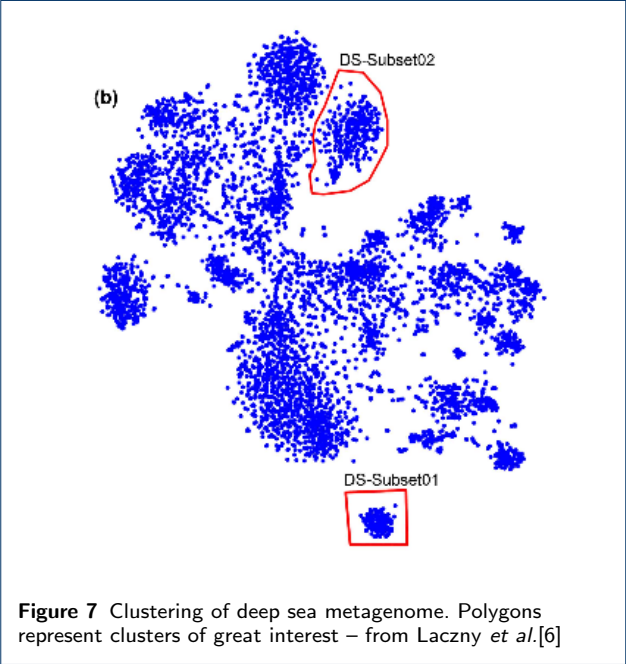 DS-Subset02
(b)
DS-Subset01
Figure 7 Clustering of deep sea metagenome. Polygons
represent clusters of great interest – from Laczny et al.[6]